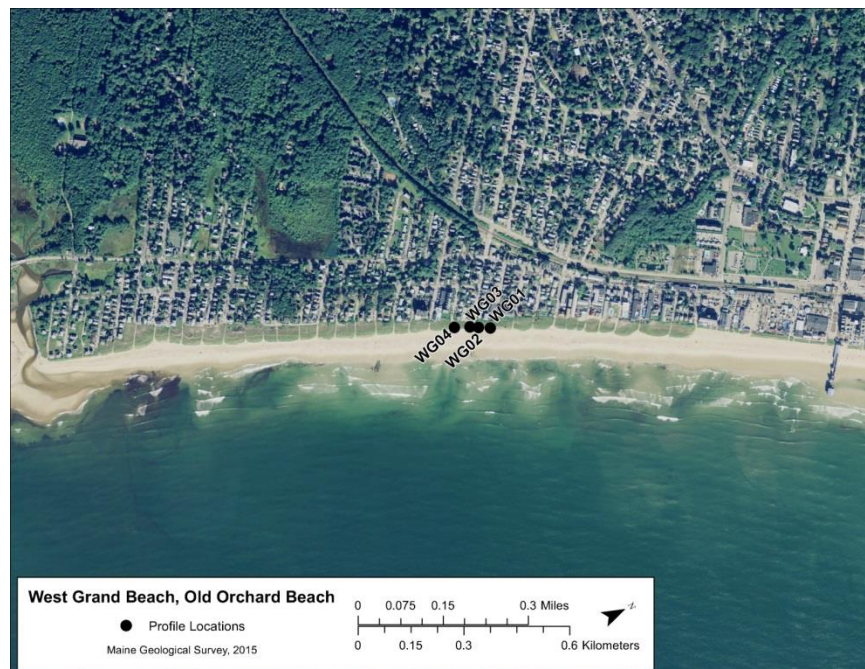 WG04
WG03
WG02
WG01
West Grand Beach, Old Orchard Beach
Profile Locations
Maine Geological Survey, 2015
0 0.075 0.15 0.3 Miles
0 0.15 0.3 0.6 Kilometers
N